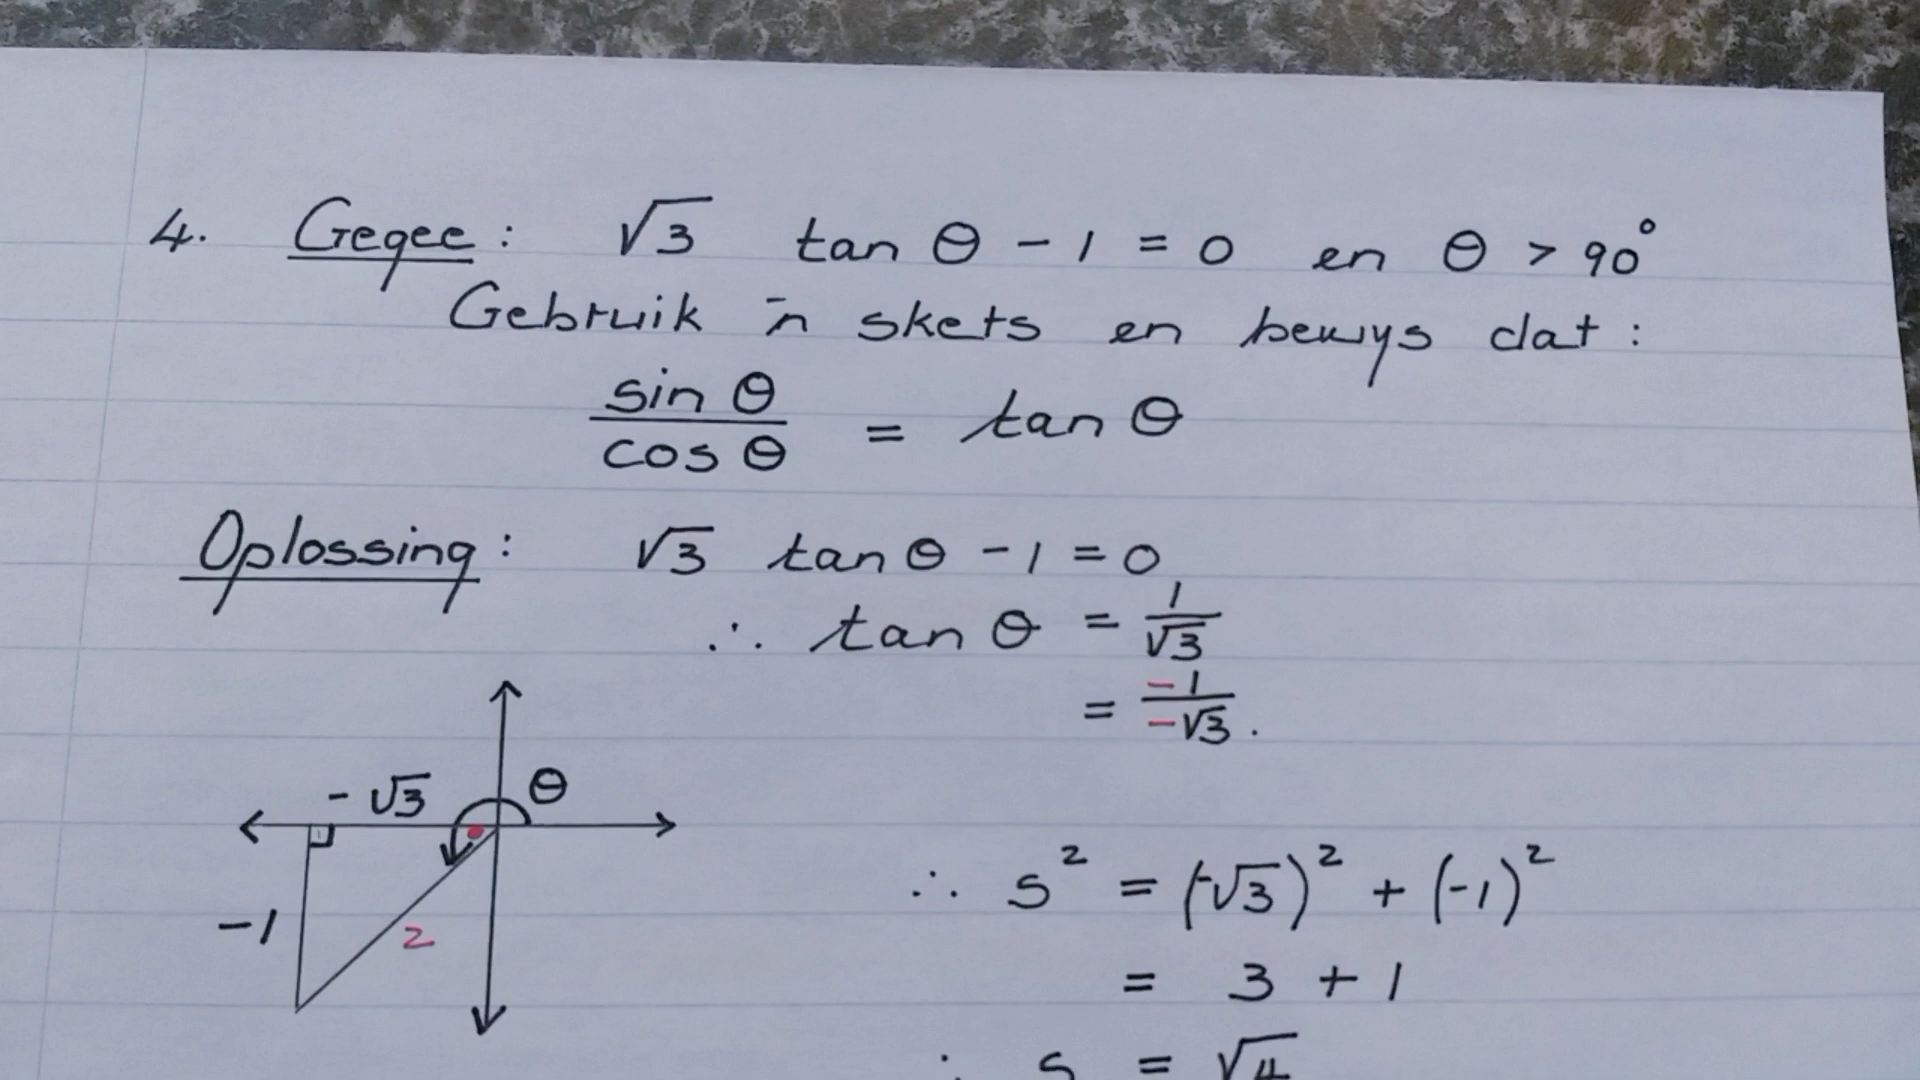 4. Gegee: √3 tan θ − 1 = 0 en θ > 90°
Gebruik 'n skets en bewys dat:
sin θ / cos θ = tan θ
Oplossing: √3 tan θ − 1 = 0
∴ tan θ = 1/√3
= −1/−√3.
−√3 θ
−1
2
∴ s² = (−√3)² + (−1)²
= 3 + 1
∴ s = √4